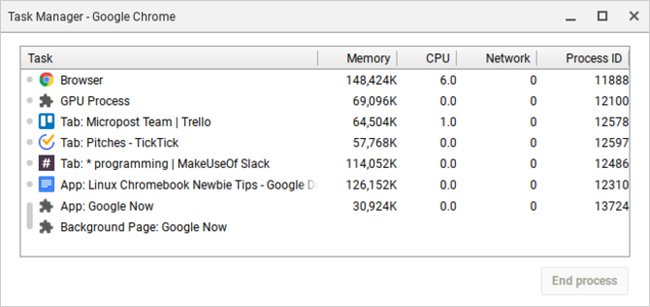 Task Manager - Google Chrome
Task Memory CPU Network Process ID
Browser 148,424K 6.0 0 11888
GPU Process 69,096K 0.0 0 12100
Tab: Micropost Team | Trello 64,504K 1.0 0 12578
Tab: Pitches - TickTick 57,768K 0.0 0 12597
# Tab: * programming | MakeUseOf Slack 114,052K 0.0 0 12486
App: Linux Chromebook Newbie Tips - Google D 126,152K 0.0 0 12310
App: Google Now 30,924K 0.0 0 13724
Background Page: Google Now
End process